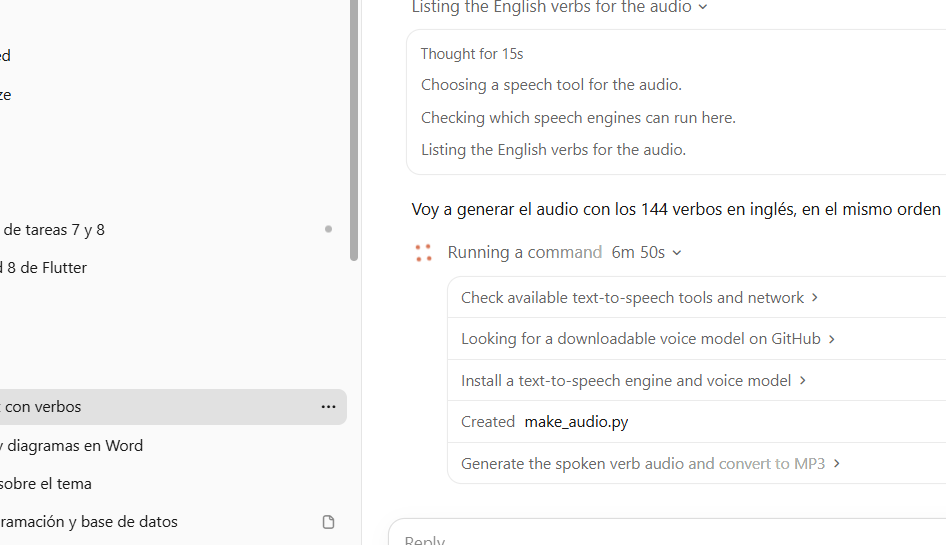 ed
ze
de tareas 7 y 8
8 de Flutter
con verbos
y diagramas en Word
sobre el tema
ramación y base de datos
Listing the English verbs for the audio
Thought for 15s
Choosing a speech tool for the audio.
Checking which speech engines can run here.
Listing the English verbs for the audio.
Voy a generar el audio con los 144 verbos en inglés, en el mismo orden
Running a command 6m 50s
Check available text-to-speech tools and network
Looking for a downloadable voice model on GitHub
Install a text-to-speech engine and voice model
Created make_audio.py
Generate the spoken verb audio and convert to MP3
Reply